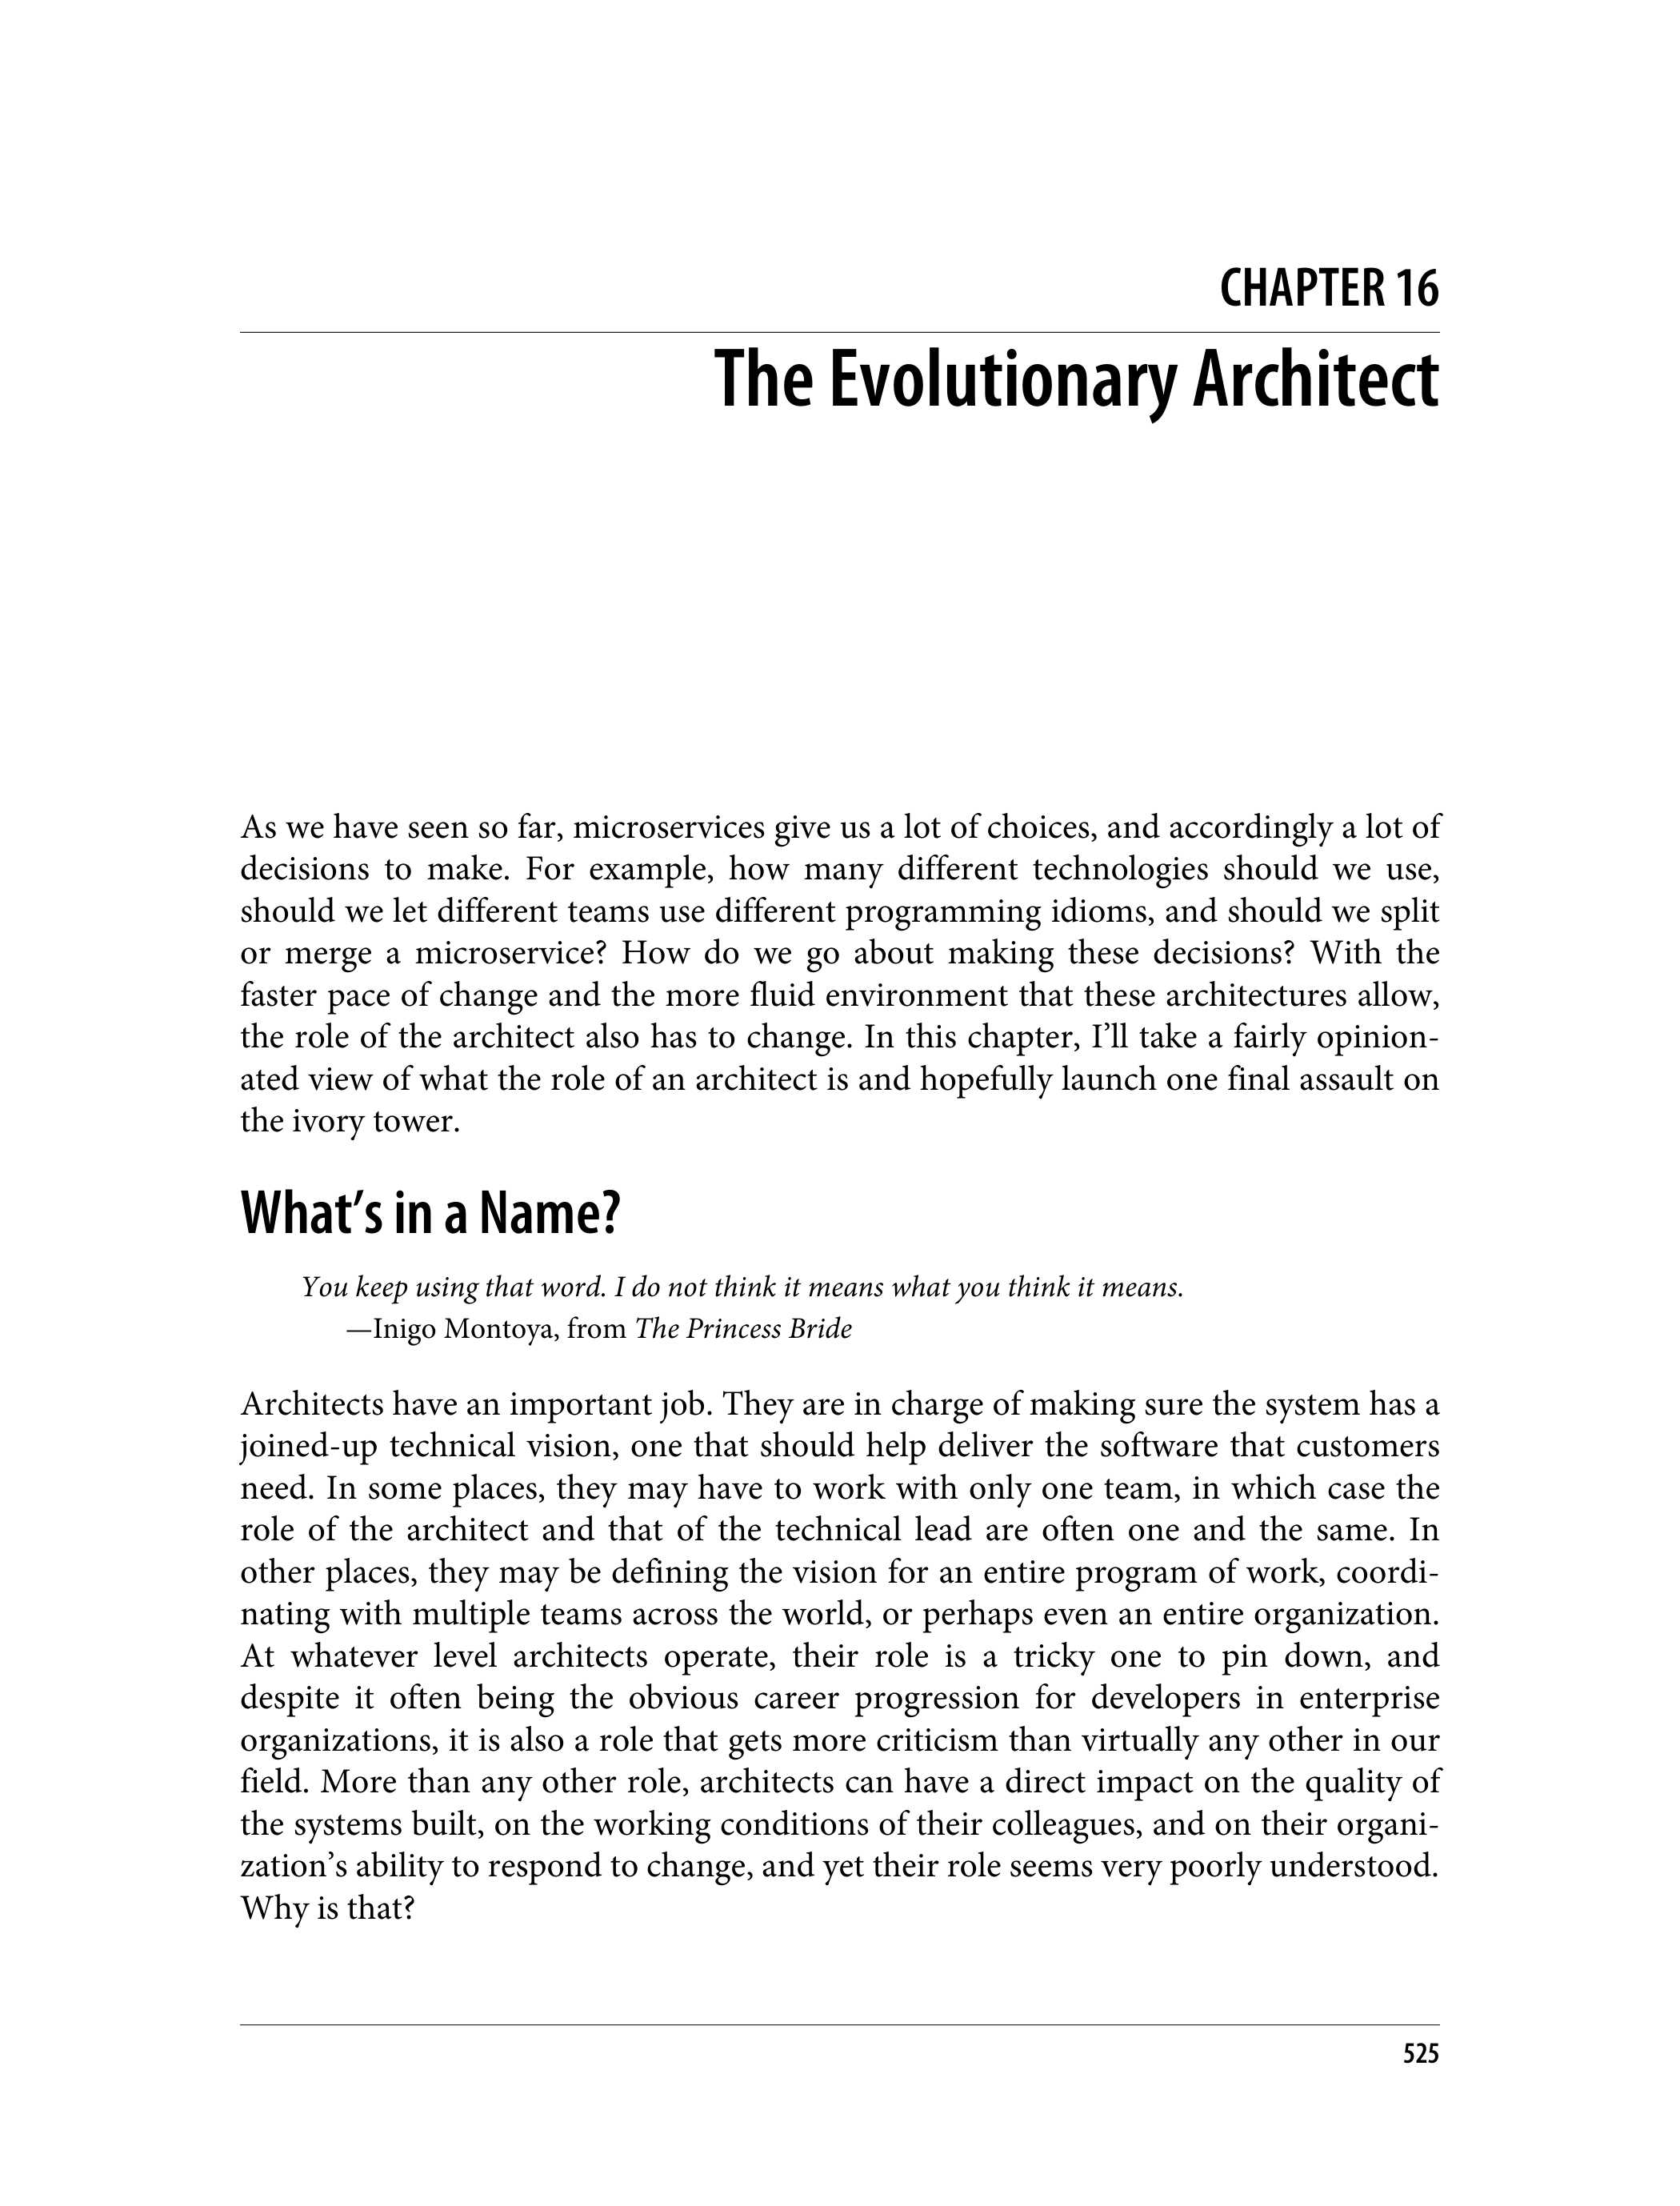 CHAPTER 16
The Evolutionary Architect
As we have seen so far, microservices give us a lot of choices, and accordingly a lot of
decisions to make. For example, how many different technologies should we use,
should we let different teams use different programming idioms, and should we split
or merge a microservice? How do we go about making these decisions? With the
faster pace of change and the more fluid environment that these architectures allow,
the role of the architect also has to change. In this chapter, I’ll take a fairly opinion-
ated view of what the role of an architect is and hopefully launch one final assault on
the ivory tower.
What’s in a Name?
You keep using that word. I do not think it means what you think it means.
—Inigo Montoya, from The Princess Bride
Architects have an important job. They are in charge of making sure the system has a
joined-up technical vision, one that should help deliver the software that customers
need. In some places, they may have to work with only one team, in which case the
role of the architect and that of the technical lead are often one and the same. In
other places, they may be defining the vision for an entire program of work, coordi-
nating with multiple teams across the world, or perhaps even an entire organization.
At whatever level architects operate, their role is a tricky one to pin down, and
despite it often being the obvious career progression for developers in enterprise
organizations, it is also a role that gets more criticism than virtually any other in our
field. More than any other role, architects can have a direct impact on the quality of
the systems built, on the working conditions of their colleagues, and on their organi-
zation’s ability to respond to change, and yet their role seems very poorly understood.
Why is that?
525